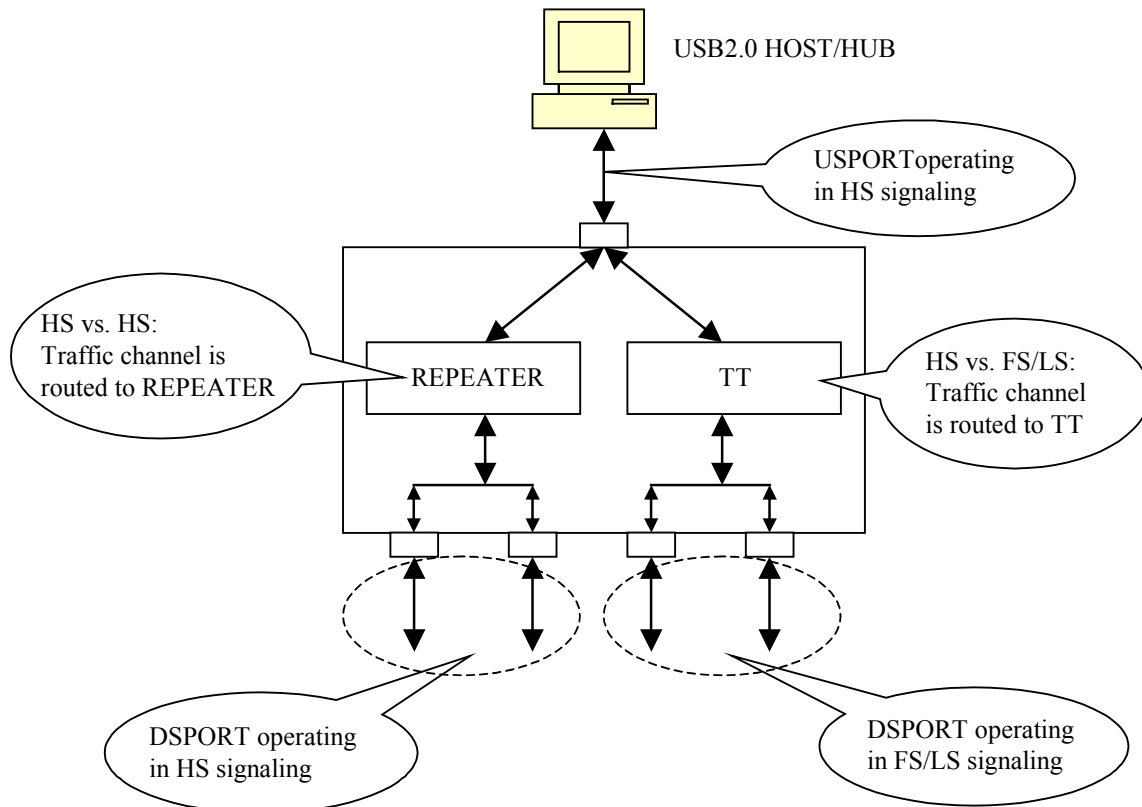 USB2.0 HOST/HUB
USPORToperating
in HS signaling
HS vs. HS:
Traffic channel is
routed to REPEATER
REPEATER
TT
HS vs. FS/LS:
Traffic channel
is routed to TT
DSPORT operating
in HS signaling
DSPORT operating
in FS/LS signaling